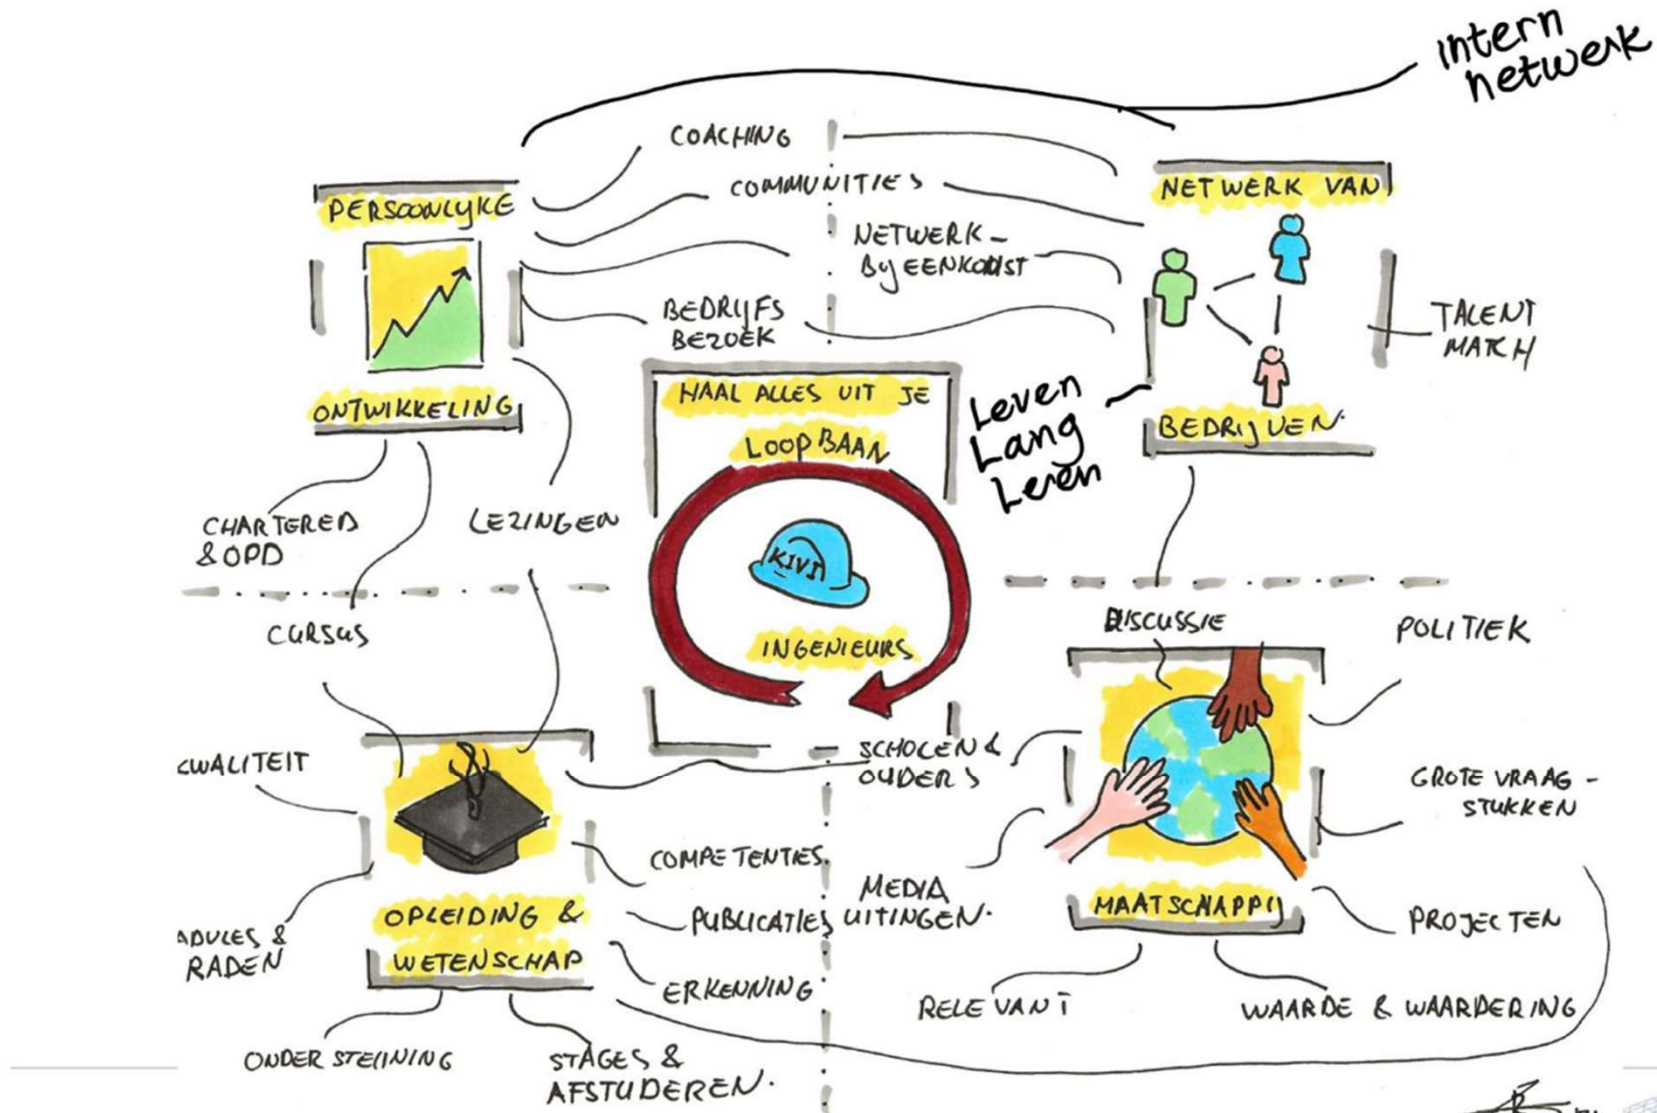 Intern
netwerk
COACHING
COMMUNITIES
NETWERK-
BIJEENKOMST
BEDRIJFS
BEZOEK
PERSOONLIJKE
ONTWIKKELING
NETWERK VAN
BEDRIJVEN.
TALENT
MATCH
Leven
Lang
Leren
HAAL ALLES UIT JE
LOOPBAAN
KIVI
INGENIEURS
CHARTERED
& OPD
LEZINGEN
CURSUS
DISCUSSIE
POLITIEK
KWALITEIT
SCHOLEN &
OUDERS
GROTE VRAAG-
STUKKEN
COMPETENTIES.
MEDIA
UITINGEN.
PUBLICATIES
OPLEIDING &
WETENSCHAP
MAATSCHAPPIJ
PROJECTEN
ADVIES &
RADEN
ERKENNING
RELEVANT
WAARDE & WAARDERING
ONDERSTEUNING
STAGES &
AFSTUDEREN.